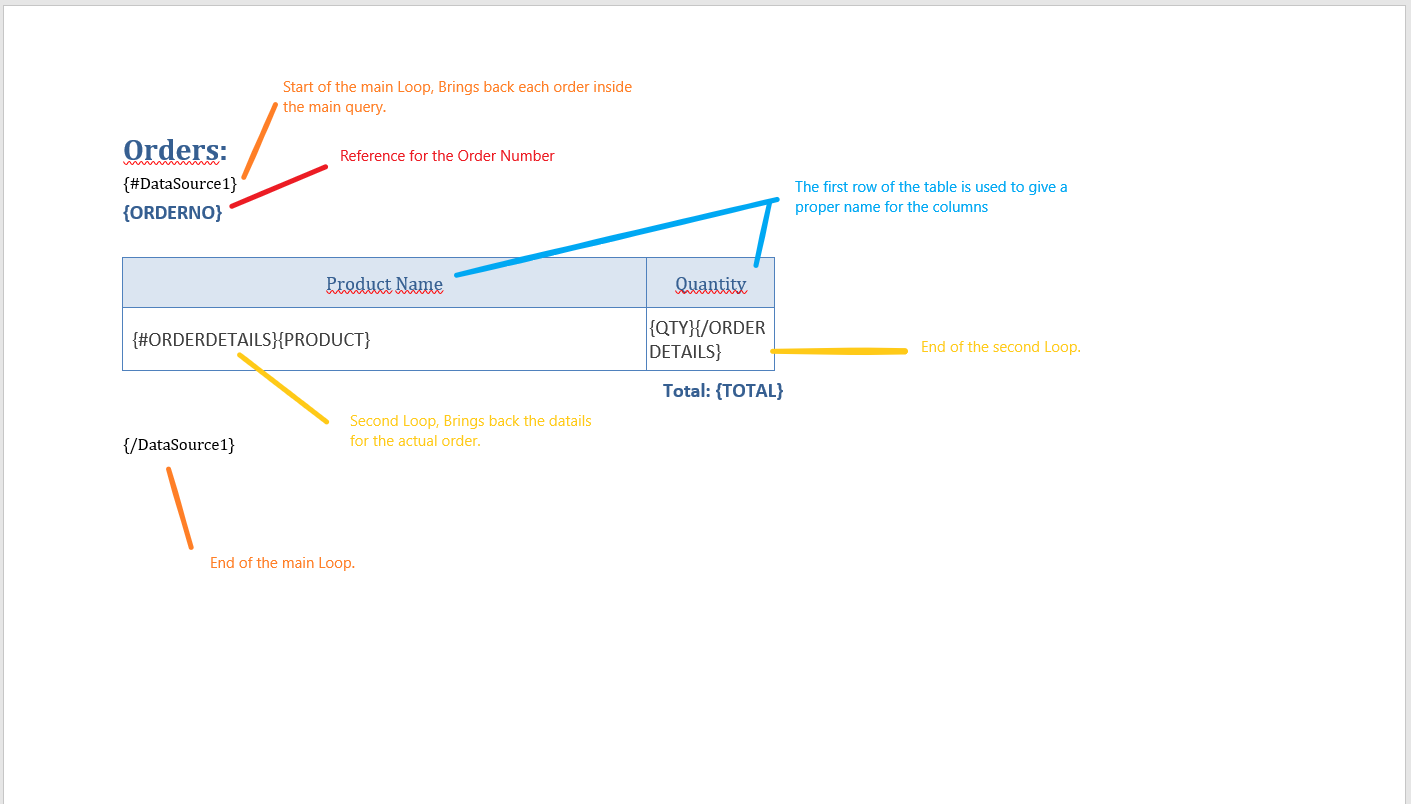 Start of the main Loop, Brings back each order inside
the main query.
Orders:
Reference for the Order Number
{#DataSource1}
{ORDERNO}
The first row of the table is used to give a
proper name for the columns
Product Name
Quantity
{#ORDERDETAILS}{PRODUCT}
{QTY}{/ORDER
DETAILS}
End of the second Loop.
Total: {TOTAL}
Second Loop, Brings back the datails
for the actual order.
{/DataSource1}
End of the main Loop.